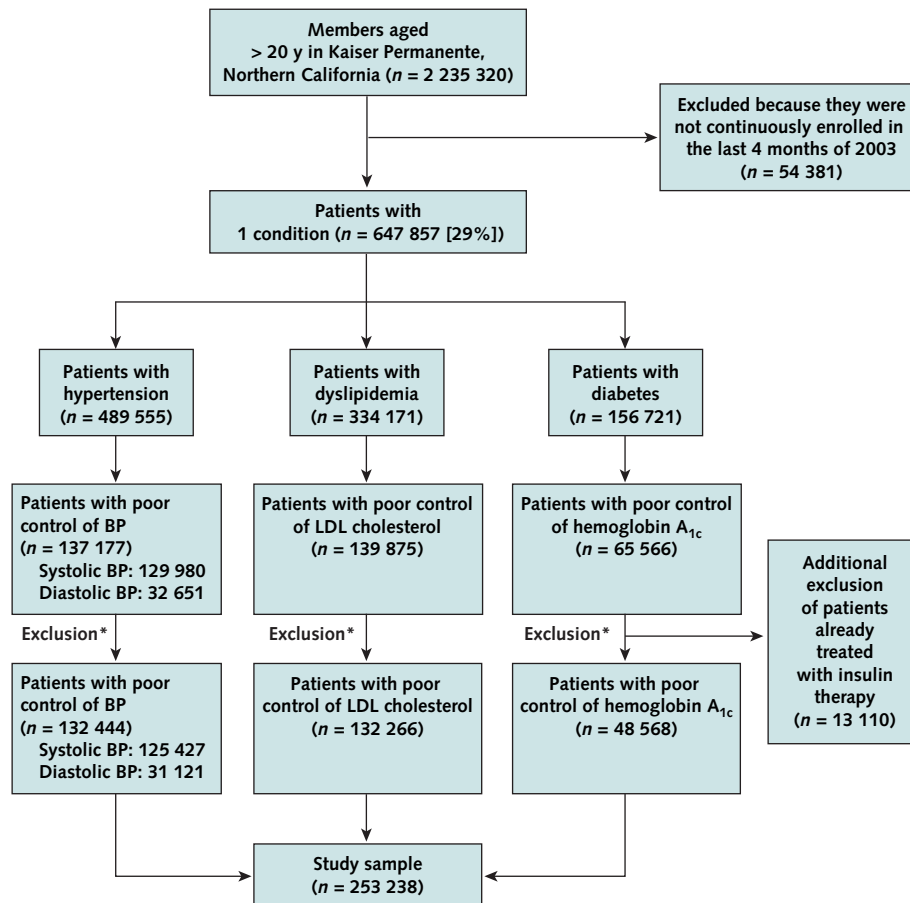 Members aged
> 20 y in Kaiser Permanente,
Northern California (n = 2 235 320)
Excluded because they were
not continuously enrolled in
the last 4 months of 2003
(n = 54 381)
Patients with
1 condition (n = 647 857 [29%])
Patients with
hypertension
(n = 489 555)
Patients with
dyslipidemia
(n = 334 171)
Patients with
diabetes
(n = 156 721)
Patients with poor
control of BP
(n = 137 177)
Systolic BP: 129 980
Diastolic BP: 32 651
Patients with poor control
of LDL cholesterol
(n = 139 875)
Patients with poor control
of hemoglobin A1c
(n = 65 566)
Additional
exclusion
of patients
already
treated
with insulin
therapy
(n = 13 110)
Exclusion*
Exclusion*
Exclusion*
Patients with poor
control of BP
(n = 132 444)
Systolic BP: 125 427
Diastolic BP: 31 121
Patients with poor
control of LDL cholesterol
(n = 132 266)
Patients with poor
control of hemoglobin A1c
(n = 48 568)
Study sample
(n = 253 238)